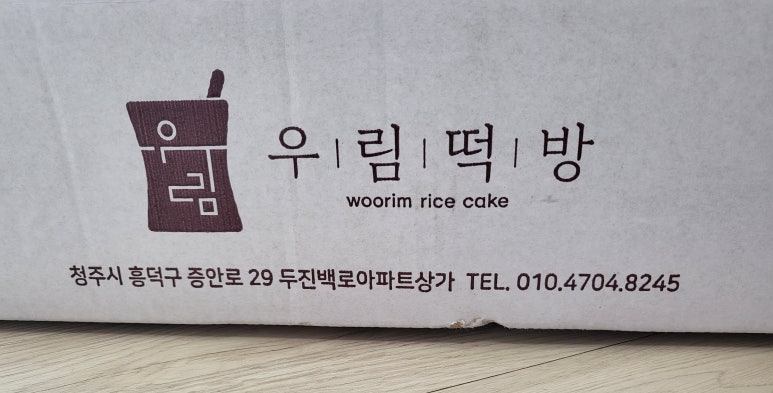 우림
우|림|떡|방
woorim rice cake
청주시 흥덕구 증안로 29 두진백로아파트상가 TEL. 010.4704.8245